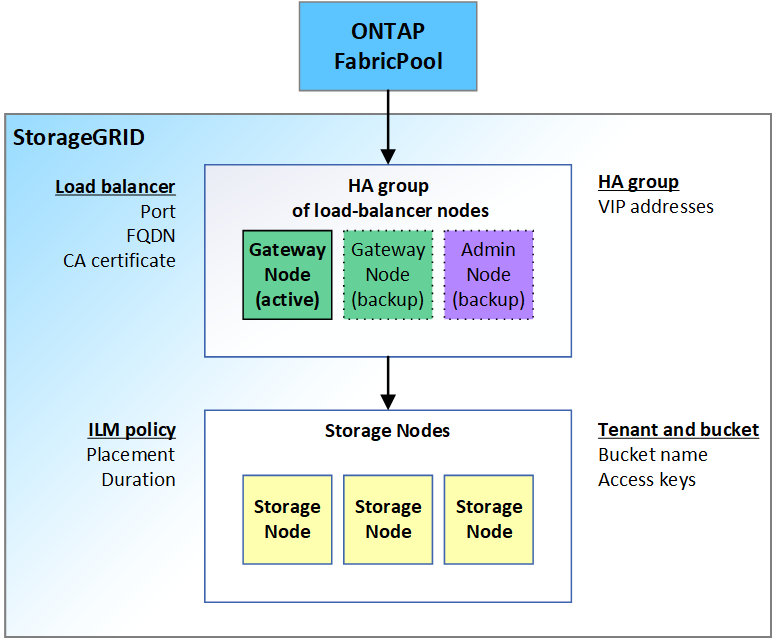 ONTAP
FabricPool
StorageGRID
Load balancer
Port
FQDN
CA certificate
HA group
of load-balancer nodes
Gateway
Node
(active)
Gateway
Node
(backup)
Admin
Node
(backup)
HA group
VIP addresses
ILM policy
Placement
Duration
Storage Nodes
Storage
Node
Storage
Node
Storage
Node
Tenant and bucket
Bucket name
Access keys